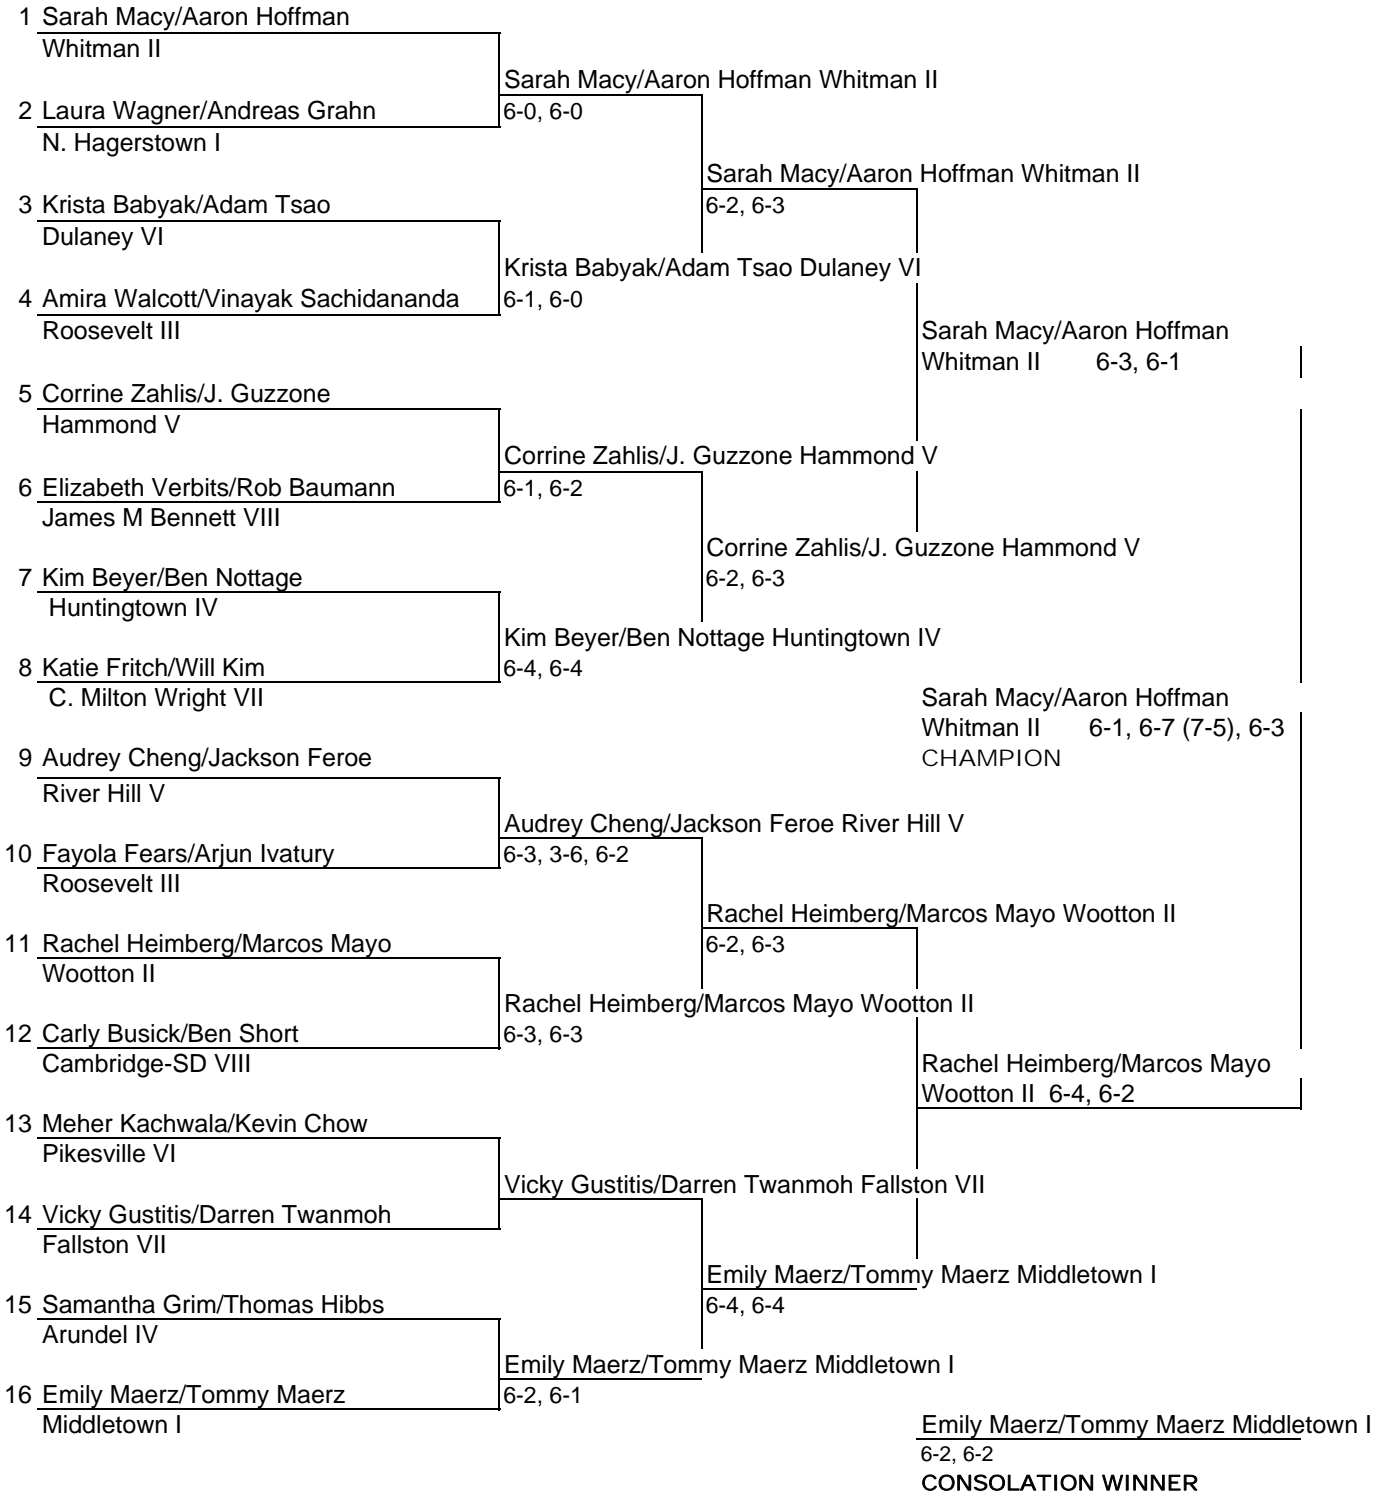 1 Sarah Macy/Aaron Hoffman
Whitman II
Sarah Macy/Aaron Hoffman Whitman II
2 Laura Wagner/Andreas Grahn
6-0, 6-0
N. Hagerstown I
Sarah Macy/Aaron Hoffman Whitman II
3 Krista Babyak/Adam Tsao
6-2, 6-3
Dulaney VI
Krista Babyak/Adam Tsao Dulaney VI
4 Amira Walcott/Vinayak Sachidananda
6-1, 6-0
Roosevelt III
Sarah Macy/Aaron Hoffman
Whitman II 6-3, 6-1
5 Corrine Zahlis/J. Guzzone
Hammond V
Corrine Zahlis/J. Guzzone Hammond V
6 Elizabeth Verbits/Rob Baumann
6-1, 6-2
James M Bennett VIII
Corrine Zahlis/J. Guzzone Hammond V
7 Kim Beyer/Ben Nottage
6-2, 6-3
Huntingtown IV
Kim Beyer/Ben Nottage Huntingtown IV
8 Katie Fritch/Will Kim
6-4, 6-4
C. Milton Wright VII
Sarah Macy/Aaron Hoffman
Whitman II 6-1, 6-7 (7-5), 6-3
9 Audrey Cheng/Jackson Feroe
CHAMPION
River Hill V
Audrey Cheng/Jackson Feroe River Hill V
10 Fayola Fears/Arjun Ivatury
6-3, 3-6, 6-2
Roosevelt III
Rachel Heimberg/Marcos Mayo Wootton II
11 Rachel Heimberg/Marcos Mayo
6-2, 6-3
Wootton II
Rachel Heimberg/Marcos Mayo Wootton II
12 Carly Busick/Ben Short
6-3, 6-3
Cambridge-SD VIII
Rachel Heimberg/Marcos Mayo
Wootton II 6-4, 6-2
13 Meher Kachwala/Kevin Chow
Pikesville VI
Vicky Gustitis/Darren Twanmoh Fallston VII
14 Vicky Gustitis/Darren Twanmoh
Fallston VII
Emily Maerz/Tommy Maerz Middletown I
15 Samantha Grim/Thomas Hibbs
6-4, 6-4
Arundel IV
Emily Maerz/Tommy Maerz Middletown I
16 Emily Maerz/Tommy Maerz
6-2, 6-1
Middletown I
Emily Maerz/Tommy Maerz Middletown I
6-2, 6-2
CONSOLATION WINNER